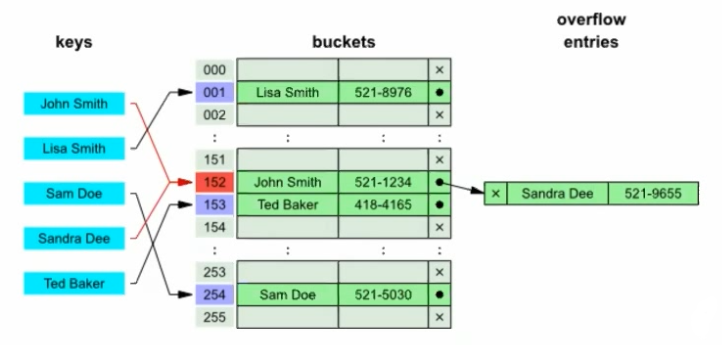 overflow
keys buckets entries
000 ×
001 Lisa Smith 521-8976 ●
002 ×
: : : :
151 ×
152 John Smith 521-1234 ●
153 Ted Baker 418-4165 ●
154 ×
: : : :
253 ×
254 Sam Doe 521-5030 ●
255 ×
John Smith
Lisa Smith
Sam Doe
Sandra Dee
Ted Baker
× Sandra Dee 521-9655